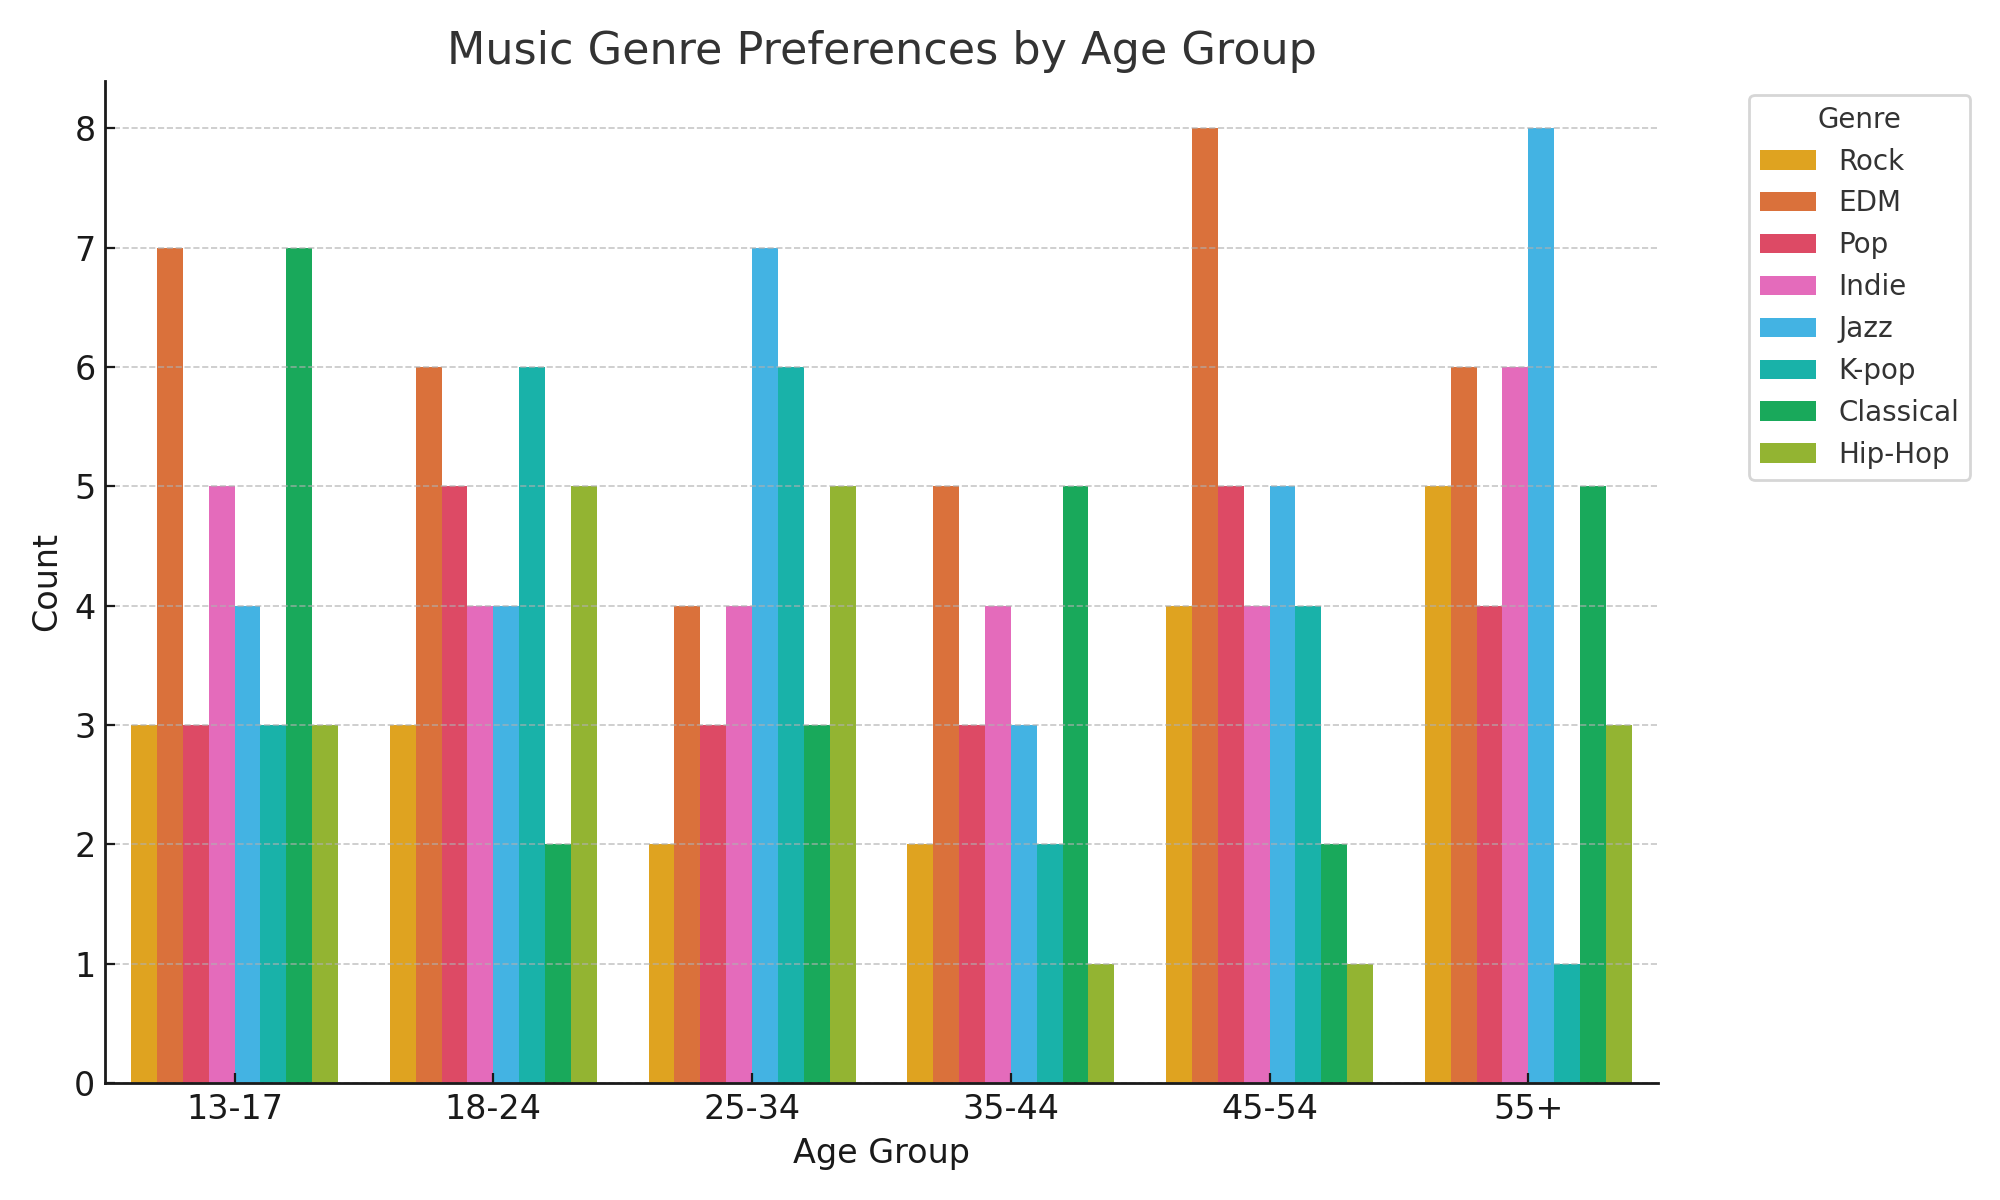 Music Genre Preferences by Age Group
Genre
Rock
EDM
Pop
Indie
Jazz
K-pop
Classical
Hip-Hop
Count
8
7
6
5
4
3
2
1
0
13-17 18-24 25-34 35-44 45-54 55+
Age Group